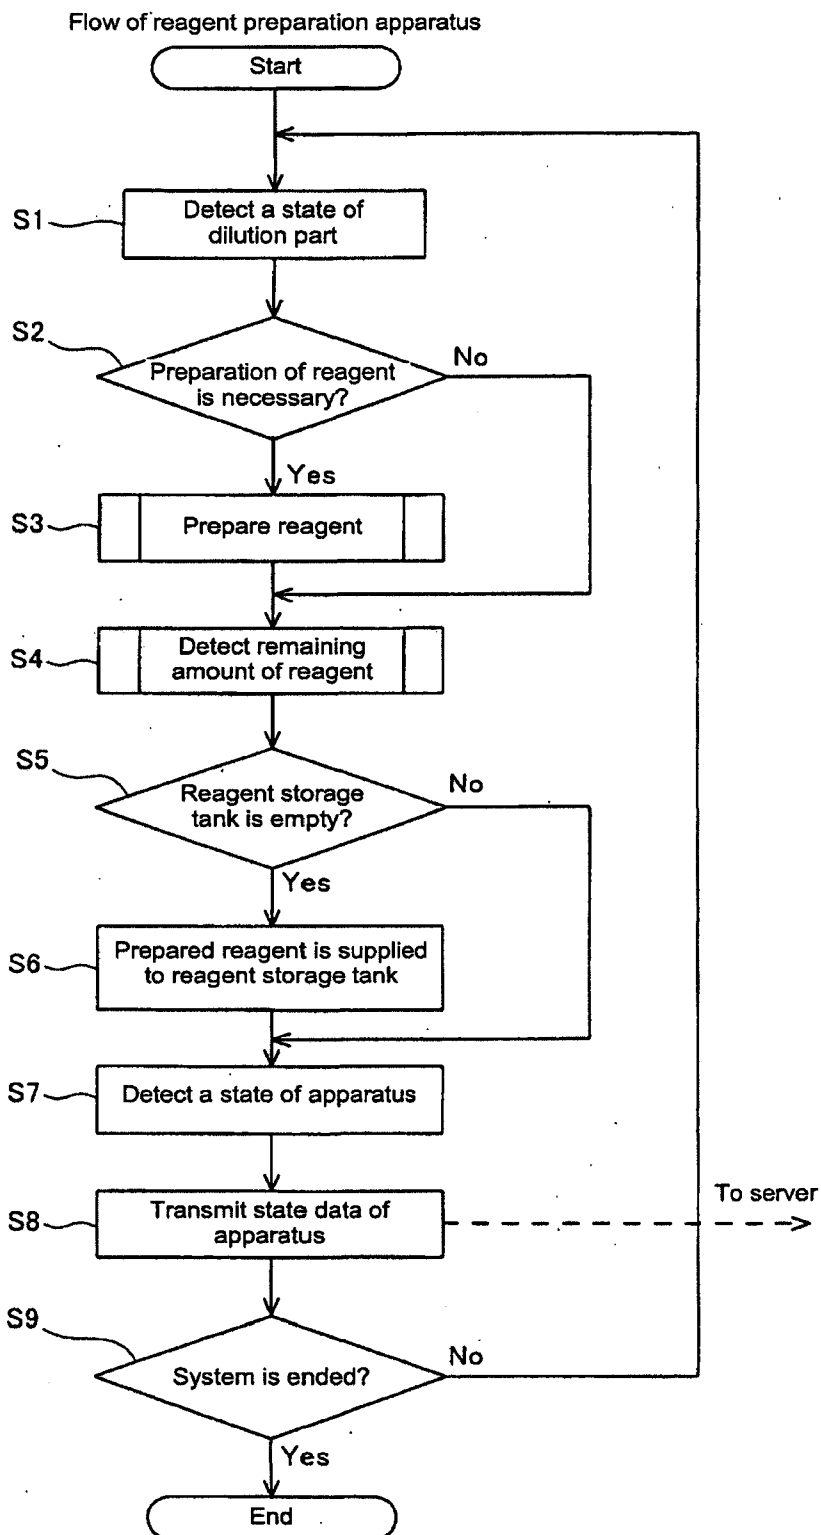 Flow of reagent preparation apparatus
Start
S1
Detect a state of
dilution part
S2
Preparation of reagent
is necessary?
No
Yes
S3
Prepare reagent
S4
Detect remaining
amount of reagent
S5
Reagent storage
tank is empty?
No
Yes
S6
Prepared reagent is supplied
to reagent storage tank
S7
Detect a state of apparatus
S8
Transmit state data of
apparatus
To server
S9
System is ended?
No
Yes
End